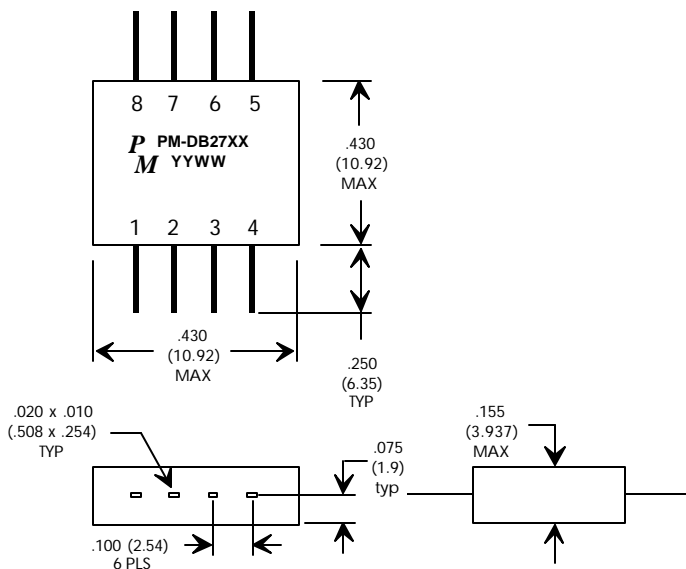 8 7 6 5
P PM-DB27XX
M YYWW
1 2 3 4
.430
(10.92)
MAX
.430
(10.92)
MAX
.250
(6.35)
TYP
.020 x .010
(.508 x .254)
TYP
.075
(1.9)
typ
.155
(3.937)
MAX
.100 (2.54)
6 PLS